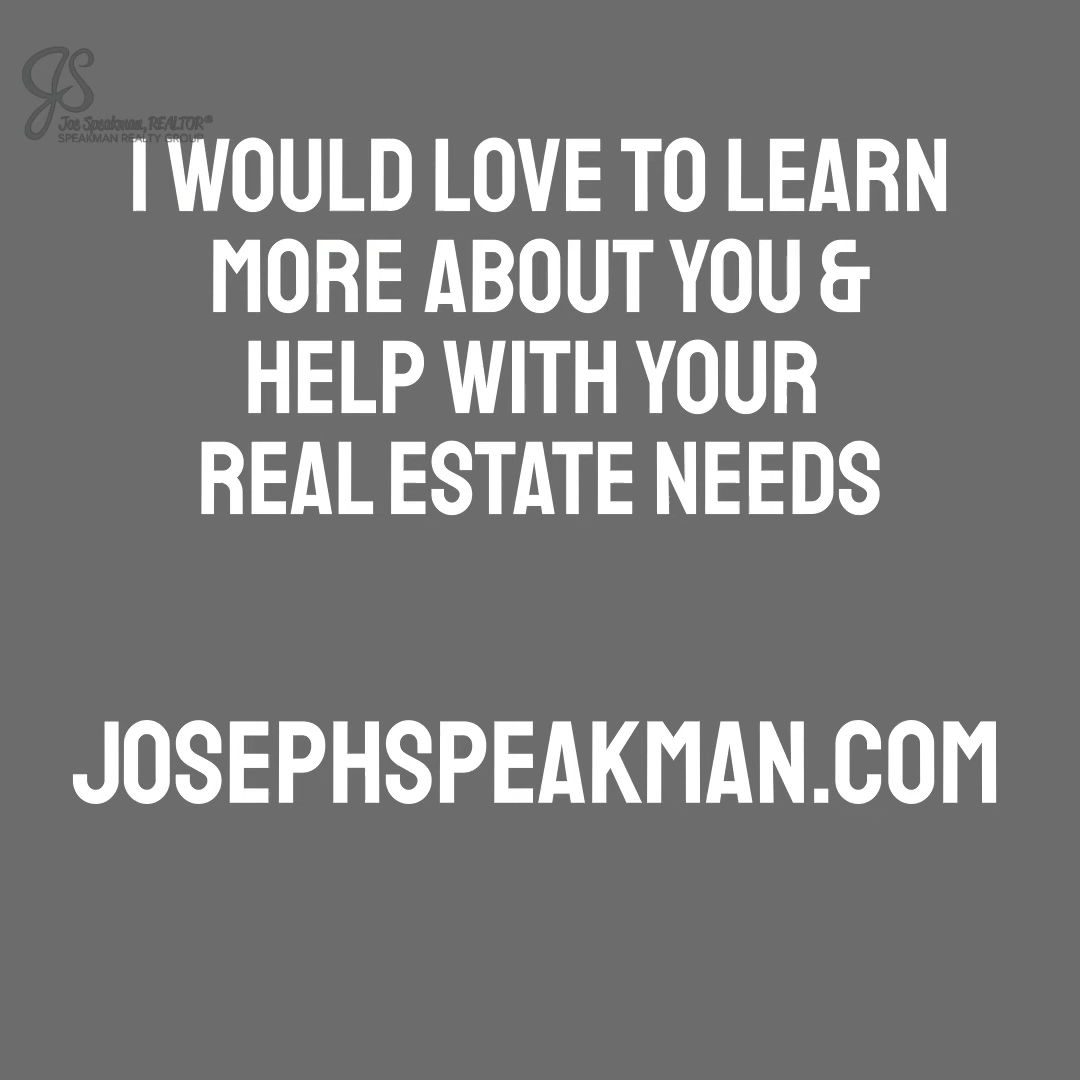 JS
Joe Speakman, REALTOR®
SPEAKMAN REALTY GROUP
I WOULD LOVE TO LEARN
MORE ABOUT YOU &
HELP WITH YOUR
REAL ESTATE NEEDS
JOSEPHSPEAKMAN.COM